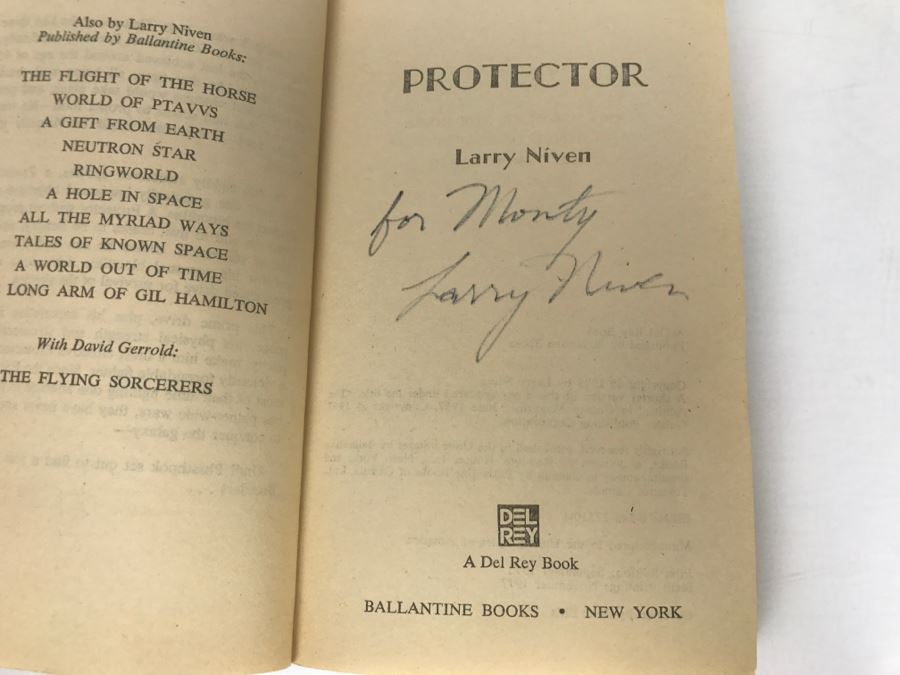 Also by Larry Niven
Published by Ballantine Books:
THE FLIGHT OF THE HORSE
WORLD OF PTAVVS
A GIFT FROM EARTH
NEUTRON STAR
RINGWORLD
A HOLE IN SPACE
ALL THE MYRIAD WAYS
TALES OF KNOWN SPACE
A WORLD OUT OF TIME
LONG ARM OF GIL HAMILTON
With David Gerrold:
THE FLYING SORCERERS
PROTECTOR
Larry Niven
for Monty
Larry Niven
DEL
REY
A Del Rey Book
BALLANTINE BOOKS • NEW YORK